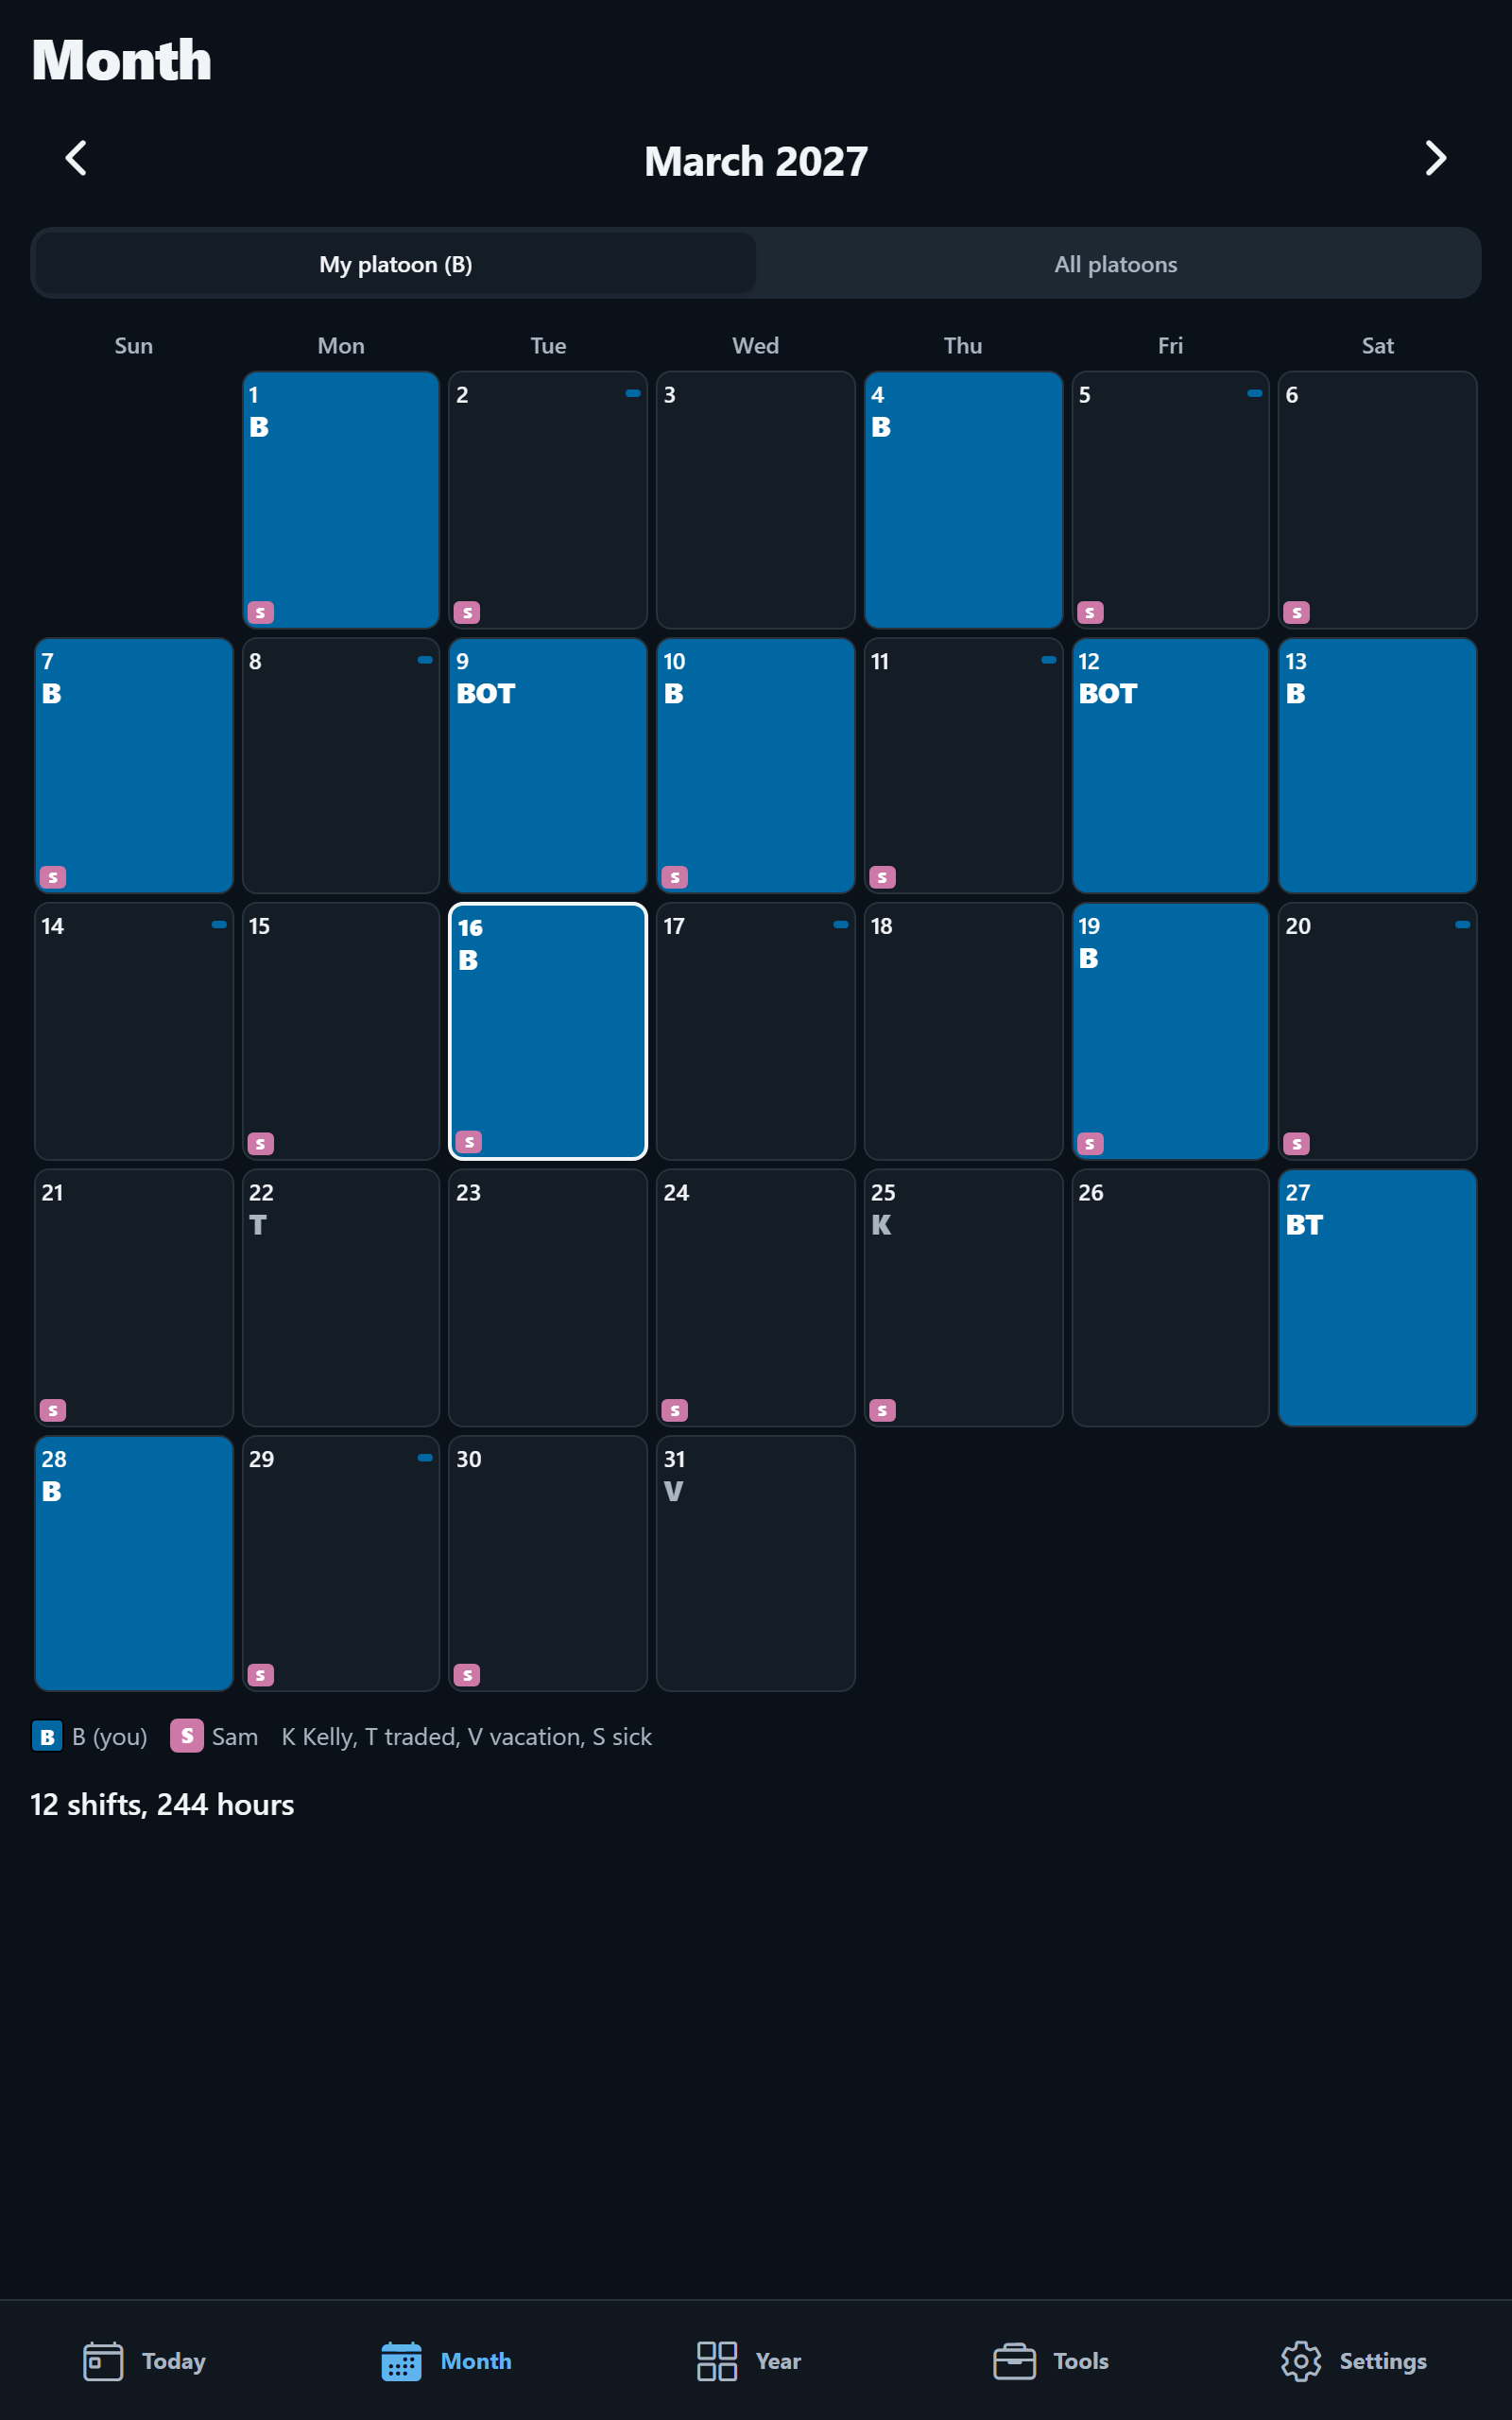 Month
March 2027
My platoon (B) All platoons
Sun Mon Tue Wed Thu Fri Sat
1 2 3 4 5 6
B B
S S S S
7 8 9 10 11 12 13
B BOT B BOT B
S S S
14 15 16 17 18 19 20
B B
S S S S
21 22 23 24 25 26 27
T K BT
S S S
28 29 30 31
B V
S S
B B (you) S Sam K Kelly, T traded, V vacation, S sick
12 shifts, 244 hours
Today Month Year Tools Settings